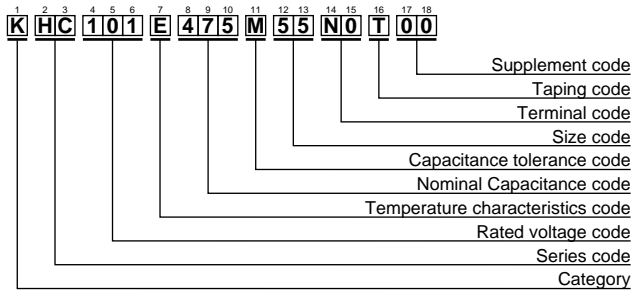 1 2 3 4 5 6 7 8 9 10 11 12 13 14 15 16 17 18
K HC 101 E 475 M 55 N0 T 00
Supplement code
Taping code
Terminal code
Size code
Capacitance tolerance code
Nominal Capacitance code
Temperature characteristics code
Rated voltage code
Series code
Category